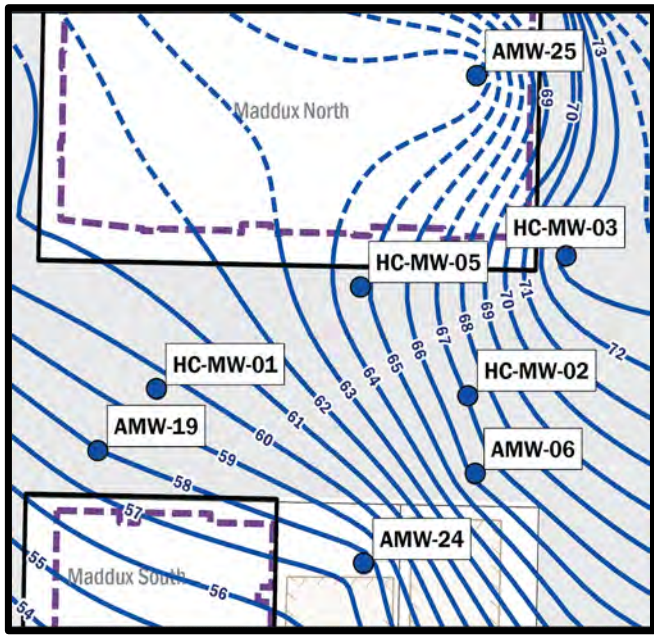 73
AMW-25
69
70
Maddux North
HC-MW-03
HC-MW-05
71
70
69
68
67
66
65
72
HC-MW-01
HC-MW-02
64
63
62
61
60
59
AMW-19
AMW-06
58
57
AMW-24
55
Maddux South
56
54